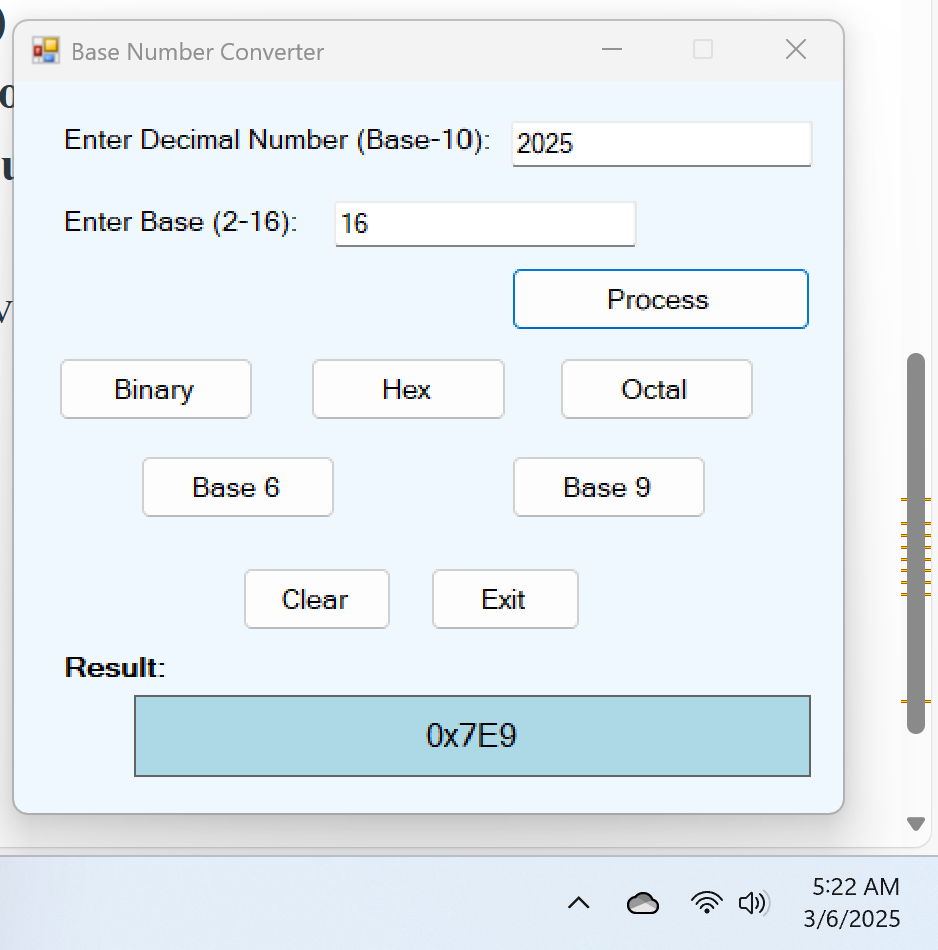 Base Number Converter
Enter Decimal Number (Base-10): 2025
Enter Base (2-16): 16
Process
Binary Hex Octal
Base 6 Base 9
Clear Exit
Result:
0x7E9
5:22 AM
3/6/2025